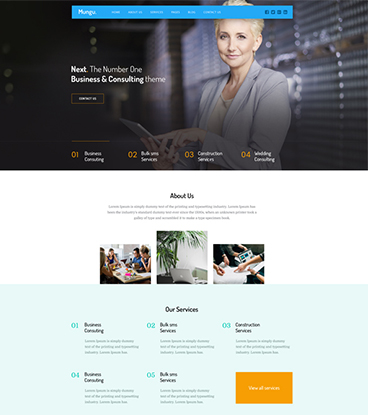 Mungu
HOME ABOUT US SERVICES PAGES BLOG CONTACT US
Next. The Number One
Business & Consulting theme
CONTACT US
01 Business Consulting
02 Bulk sms Services
03 Construction Services
04 Wedding Consulting
About Us
Lorem Ipsum is simply dummy text of the printing and typesetting industry. Lorem Ipsum
has been the industry's standard dummy text ever since the 1500s, when an unknown printer took a
galley of type and scrambled it to make a type specimen book.
Our Services
01 Business Consulting
Lorem Ipsum is simply dummy
text of the printing and typesetting
industry. Lorem Ipsum has.
02 Bulk sms Services
Lorem Ipsum is simply dummy
text of the printing and typesetting
industry. Lorem Ipsum has.
03 Construction Services
Lorem Ipsum is simply dummy
text of the printing and typesetting
industry. Lorem Ipsum has.
04 Business Consulting
Lorem Ipsum is simply dummy
text of the printing and typesetting
industry. Lorem Ipsum has.
05 Bulk sms Services
Lorem Ipsum is simply dummy
text of the printing and typesetting
industry. Lorem Ipsum has.
View all services